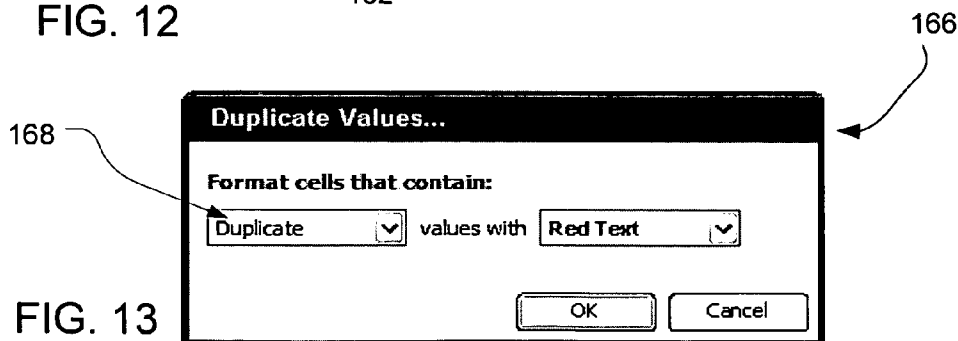 FIG. 12
166
Duplicate Values...
168
Format cells that contain:
Duplicate values with Red Text
OK Cancel
FIG. 13